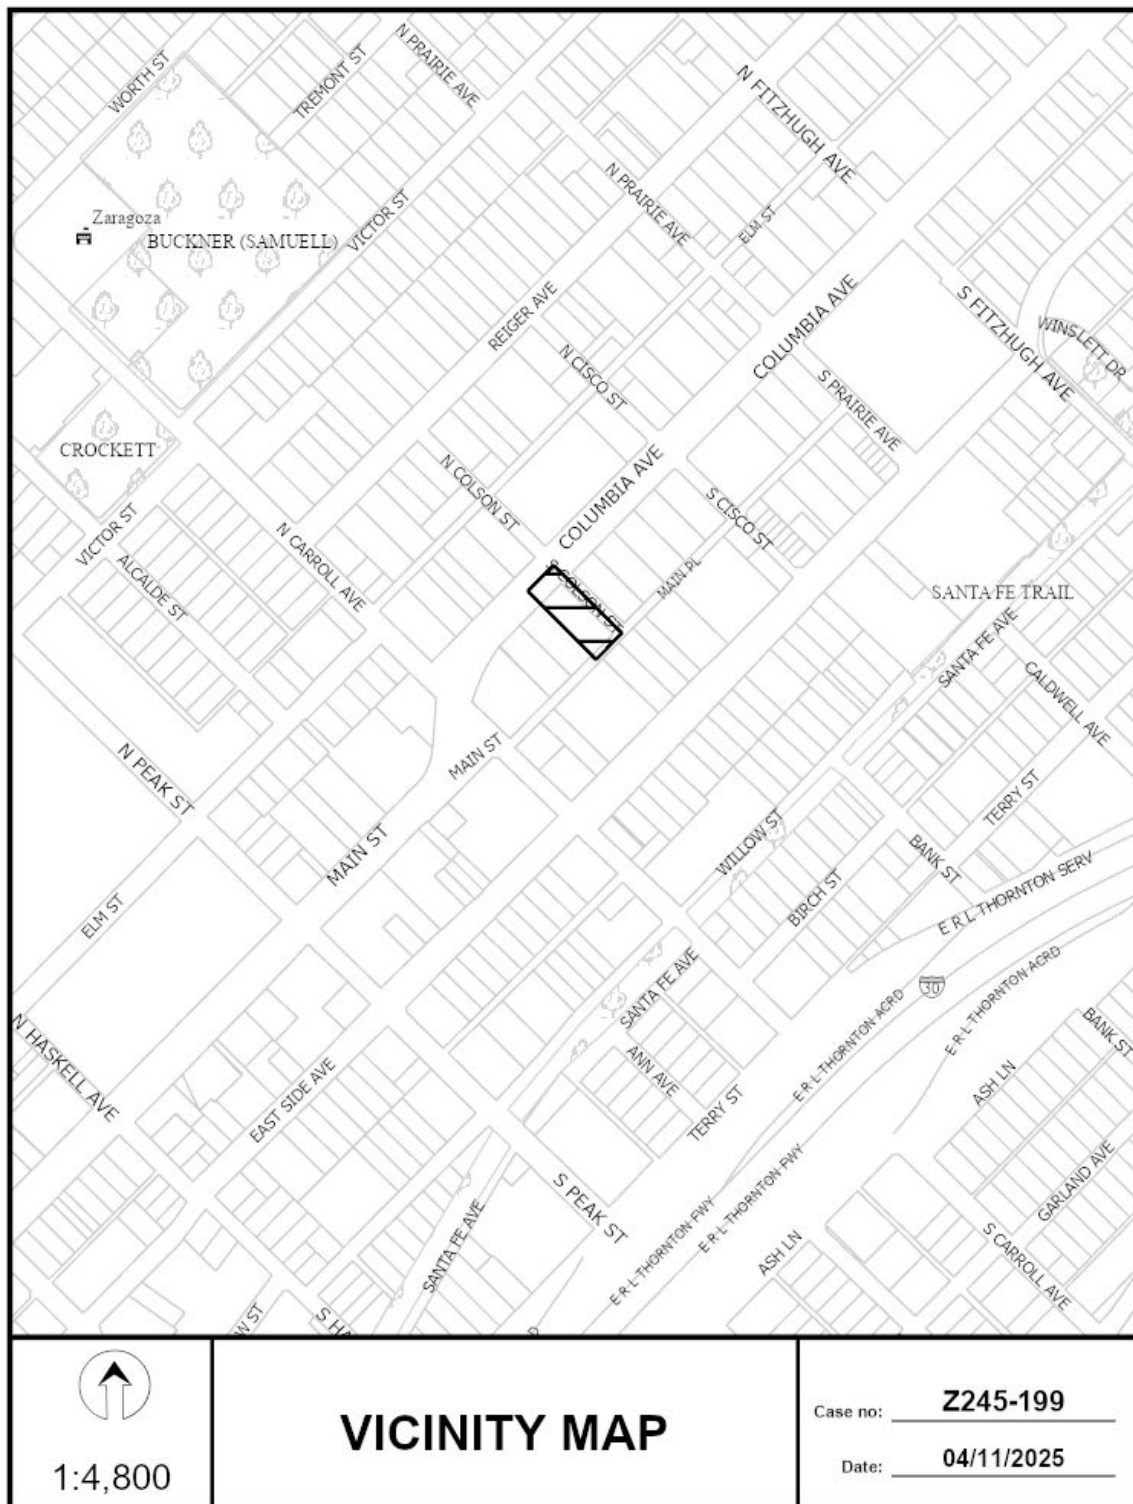 N PRAIRIE AVE
WORTH ST
TREMONT ST
N FITZHUGH AVE
N PRAIRIE AVE
Zaragoza
BUCKNER (SAMUELL)
VICTOR ST
ELM ST
REIGER AVE
COLUMBIA AVE
S FITZHUGH AVE
WINSLETT DR
N CISCO ST
S PRAIRIE AVE
CROCKETT
N COLSON ST
COLUMBIA AVE
S CISCO ST
VICTOR ST
N CARROLL AVE
ALCALDE ST
S COLSON ST
MAIN PL
SANTA FE TRAIL
SANTA FE AVE
CALDWELL AVE
N PEAK ST
MAIN ST
TERRY ST
MAIN ST
WILLOW ST
BANK ST
BIRCH ST
E R L THORNTON SERV
ELM ST
30
SANTA FE AVE
E R L THORNTON ACRD
E R L THORNTON ACRD
N HASKELL AVE
BANK ST
ANN AVE
ASH LN
EAST SIDE AVE
TERRY ST
GARLAND AVE
S PEAK ST
E R L THORNTON FWY
E R L THORNTON FWY
SANTA FE AVE
ASH LN
S CARROLL AVE
W ST
S HA
1:4,800
VICINITY MAP
Case no: Z245-199
Date: 04/11/2025